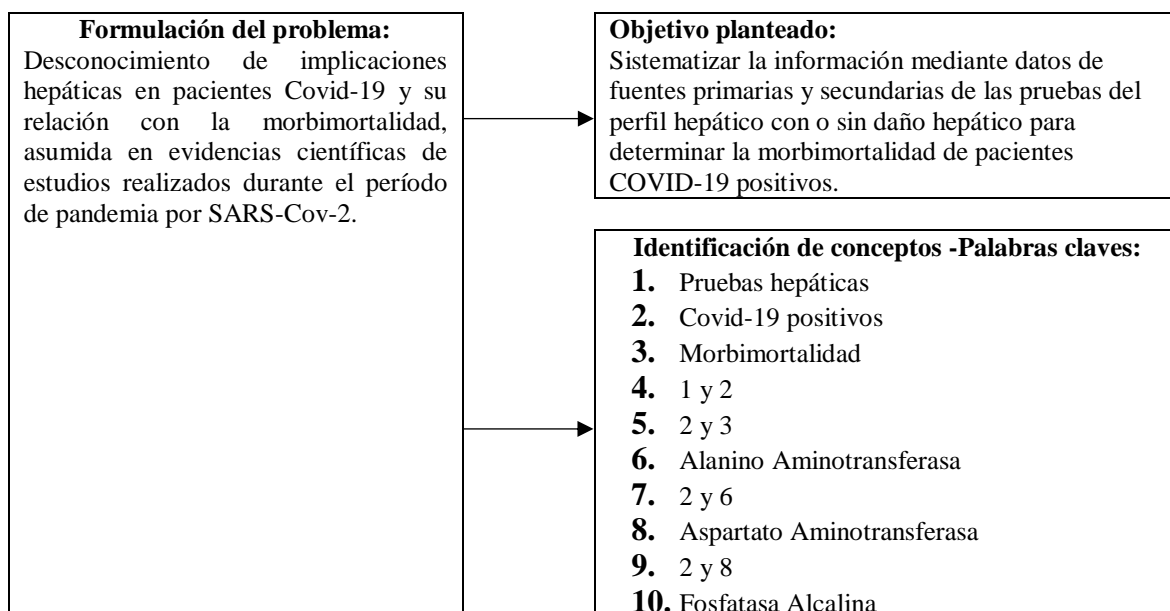 Formulación del problema:
Desconocimiento de implicaciones
hepáticas en pacientes Covid-19 y su
relación con la morbimortalidad,
asumida en evidencias científicas de
estudios realizados durante el período
de pandemia por SARS-Cov-2.
Objetivo planteado:
Sistematizar la información mediante datos de
fuentes primarias y secundarias de las pruebas del
perfil hepático con o sin daño hepático para
determinar la morbimortalidad de pacientes
COVID-19 positivos.
Identificación de conceptos -Palabras claves:
1. Pruebas hepáticas
2. Covid-19 positivos
3. Morbimortalidad
4. 1 y 2
5. 2 y 3
6. Alanino Aminotransferasa
7. 2 y 6
8. Aspartato Aminotransferasa
9. 2 y 8
10. Fosfatasa Alcalina